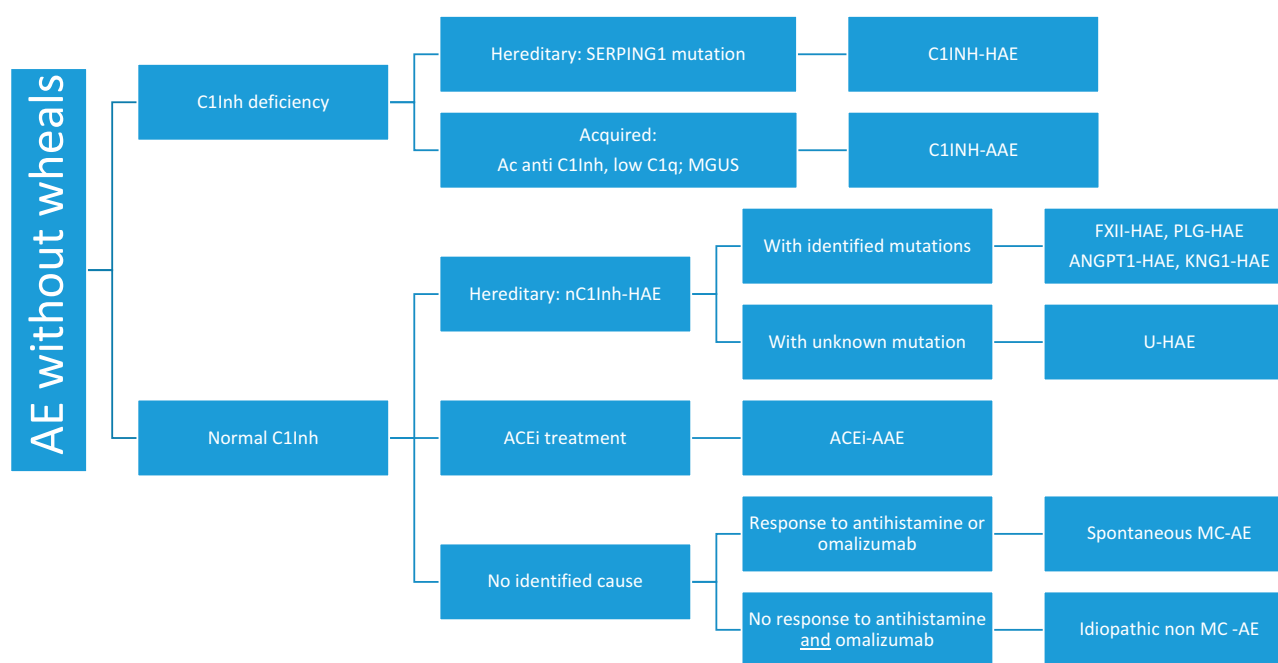 AE without wheals
C1Inh deficiency
Hereditary: SERPING1 mutation
C1INH-HAE
Acquired:
Ac anti C1Inh, low C1q; MGUS
C1INH-AAE
Normal C1Inh
Hereditary: nC1Inh-HAE
With identified mutations
FXII-HAE, PLG-HAE
ANGPT1-HAE, KNG1-HAE
With unknown mutation
U-HAE
ACEi treatment
ACEi-AAE
No identified cause
Response to antihistamine or
omalizumab
Spontaneous MC-AE
No response to antihistamine
and omalizumab
Idiopathic non MC -AE